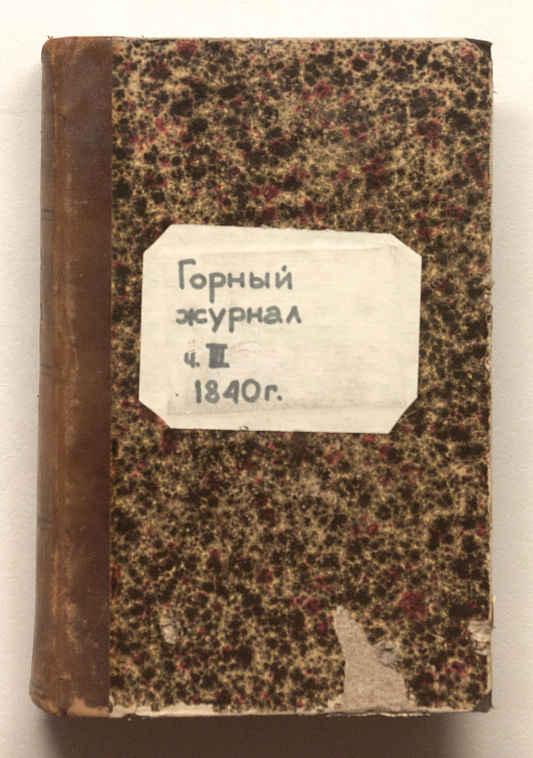 Горный
журнал
ч. III
1840г.